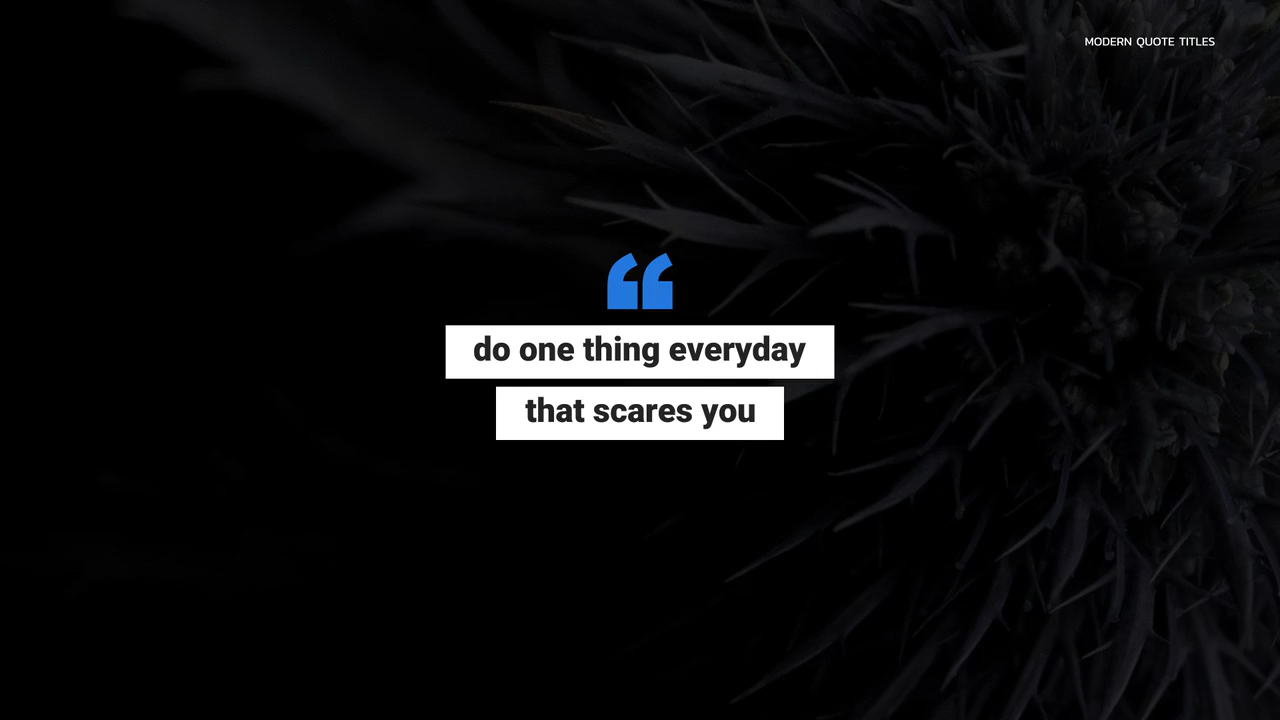 MODERN QUOTE TITLES
“
do one thing everyday
that scares you